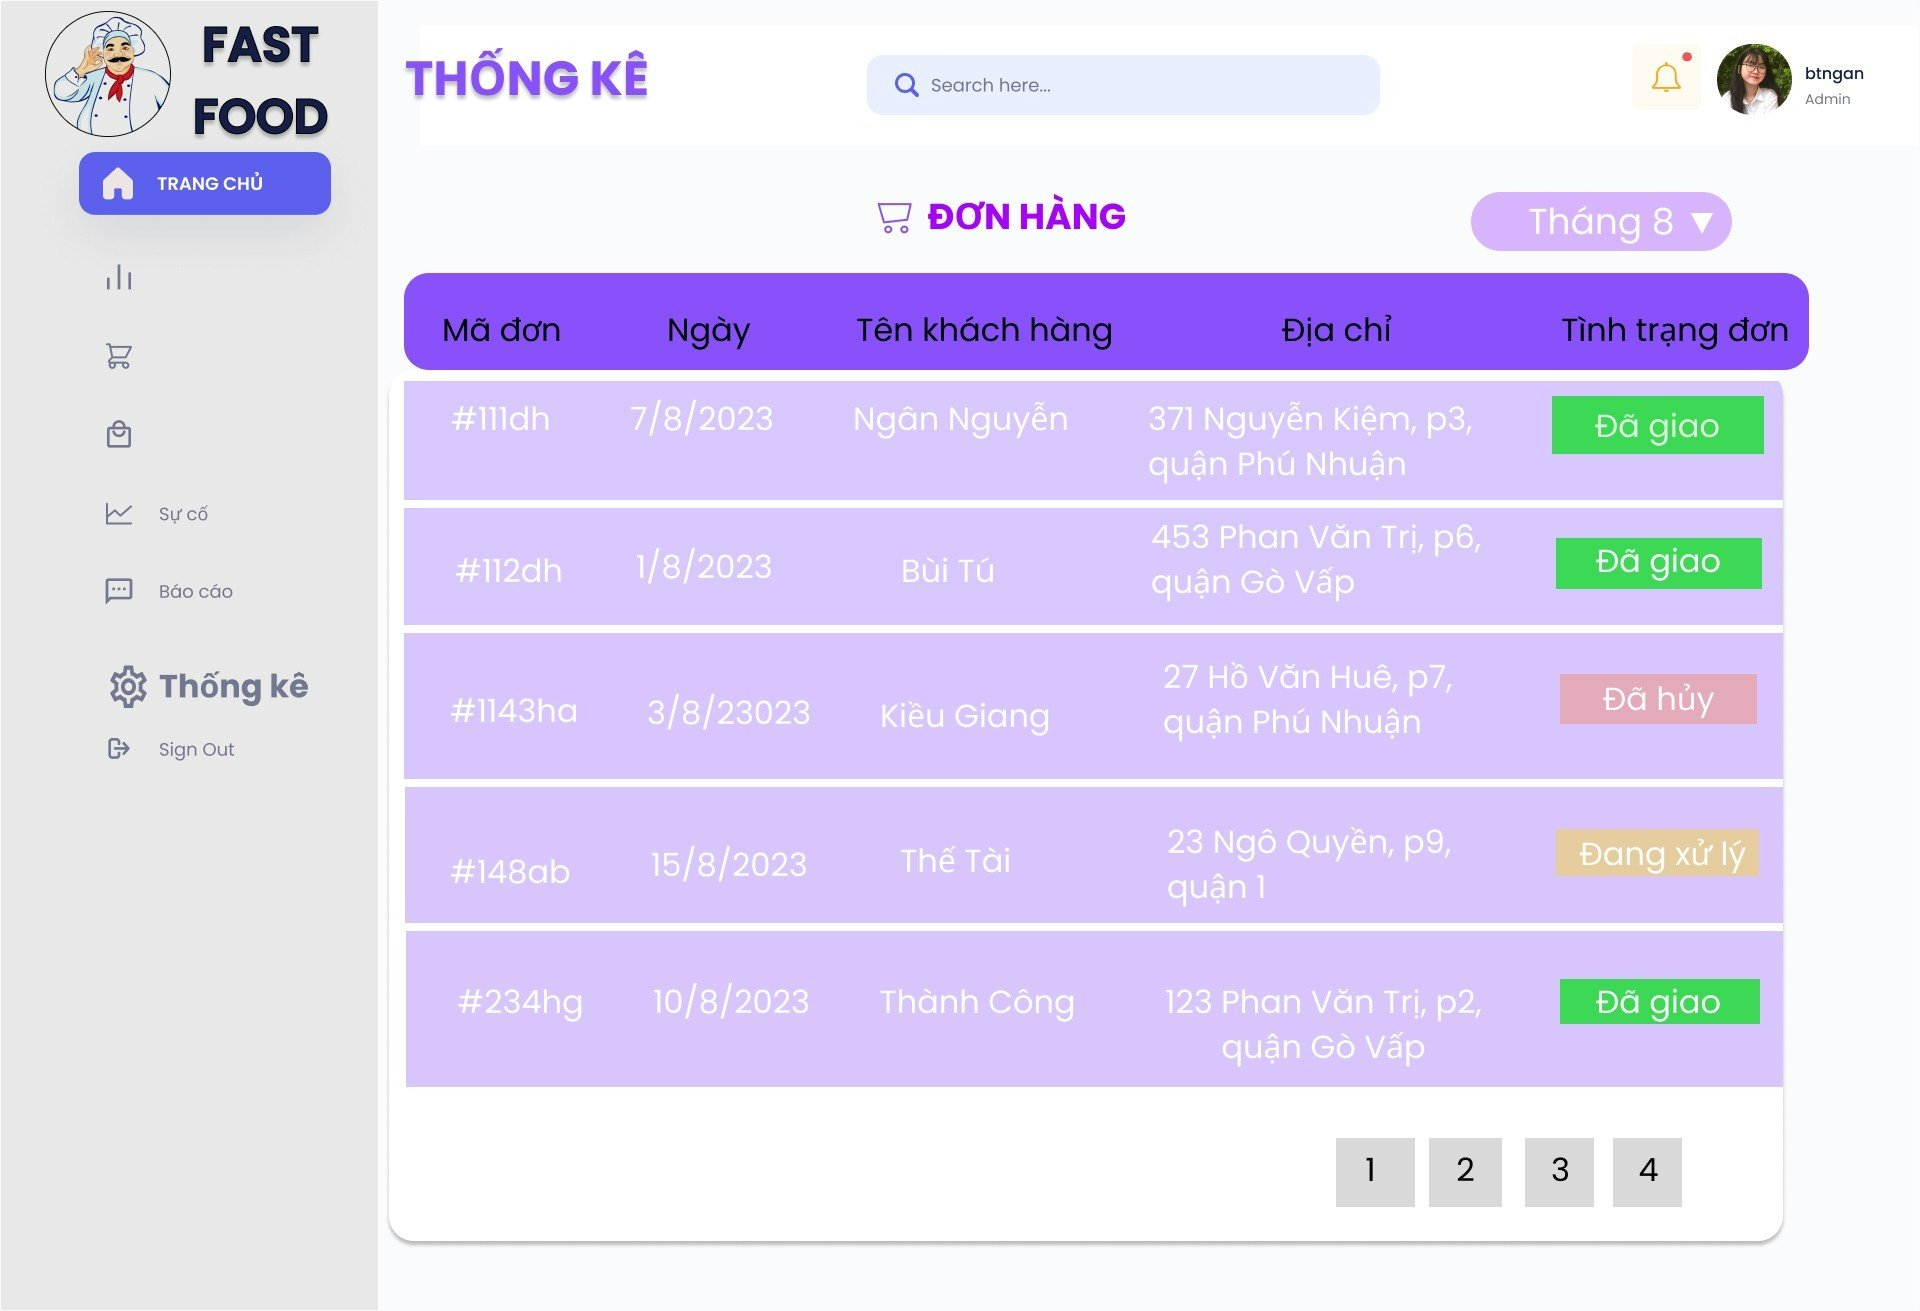 FAST
FOOD
TRANG CHỦ
Sự cố
Báo cáo
Thống kê
Sign Out
THỐNG KÊ
Search here...
btngan
Admin
ĐƠN HÀNG
Tháng 8
Mã đơn Ngày Tên khách hàng Địa chỉ Tình trạng đơn
#111dh 7/8/2023 Ngân Nguyễn 371 Nguyễn Kiệm, p3, Đã giao
quận Phú Nhuận
#112dh 1/8/2023 Bùi Tú 453 Phan Văn Trị, p6, Đã giao
quận Gò Vấp
#1143ha 3/8/23023 Kiều Giang 27 Hồ Văn Huê, p7, Đã hủy
quận Phú Nhuận
#148ab 15/8/2023 Thế Tài 23 Ngô Quyền, p9, Đang xử lý
quận 1
#234hg 10/8/2023 Thành Công 123 Phan Văn Trị, p2, Đã giao
quận Gò Vấp
1 2 3 4